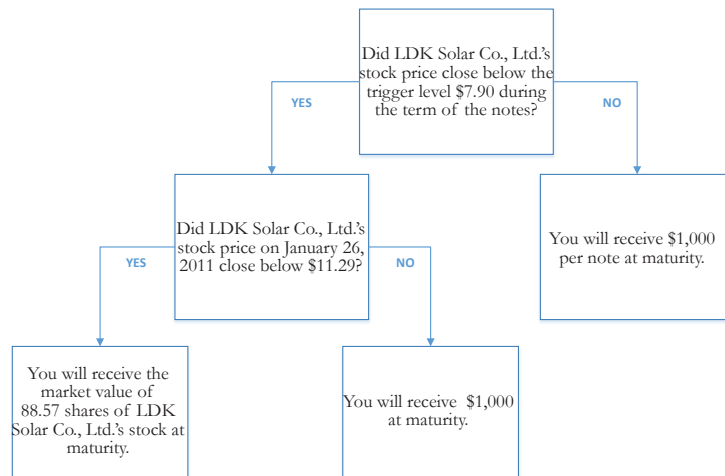 Did LDK Solar Co., Ltd.'s
stock price close below the
trigger level $7.90 during
the term of the notes?
YES
NO
Did LDK Solar Co., Ltd.'s
stock price on January 26,
2011 close below $11.29?
You will receive $1,000
per note at maturity.
YES
NO
You will receive the
market value of
88.57 shares of LDK
Solar Co., Ltd.'s stock at
maturity.
You will receive $1,000
at maturity.